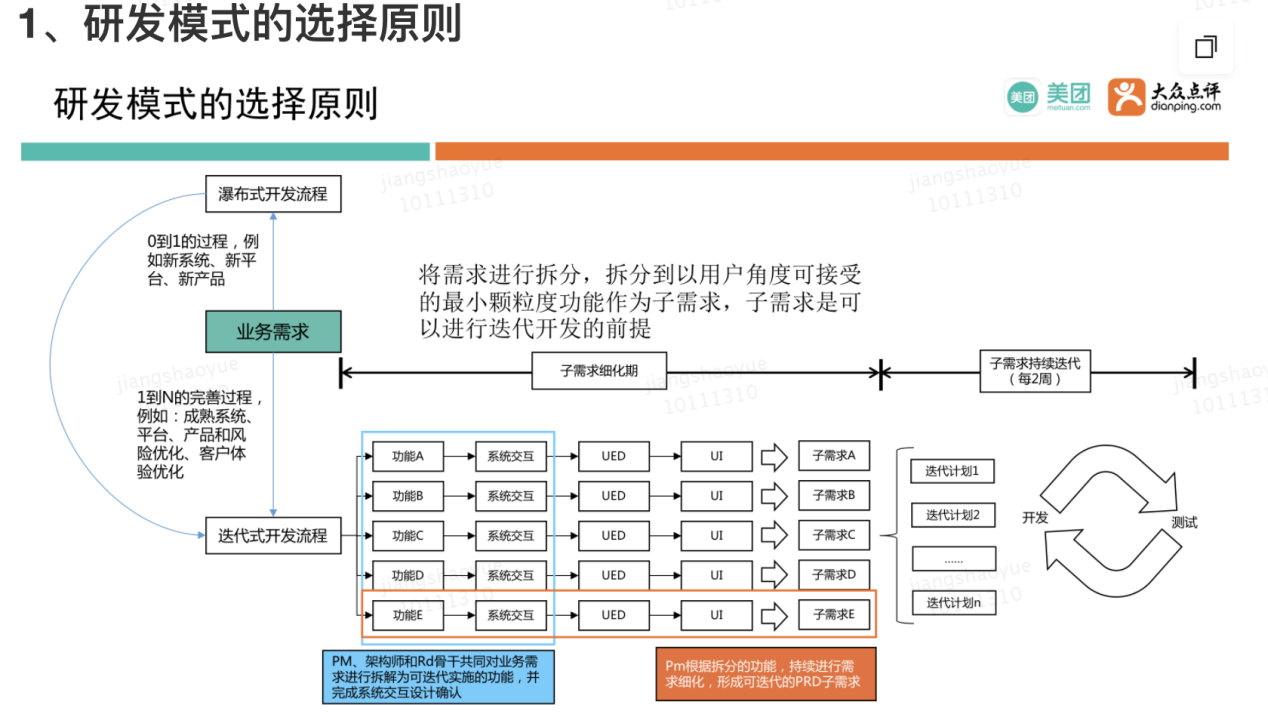 1、研发模式的选择原则
研发模式的选择原则
美团
美团
meituan.com
大众点评
dianping.com
瀑布式开发流程
0到1的过程，例
如新系统、新平
台、新产品
业务需求
1到N的完善过程，
例如：成熟系统、
平台、产品和风
险优化、客户体
验优化
迭代式开发流程
将需求进行拆分，拆分到以用户角度可接受
的最小颗粒度功能作为子需求，子需求是可
以进行迭代开发的前提
子需求细化期
子需求持续迭代
（每2周）
功能A 系统交互 UED UI 子需求A
功能B 系统交互 UED UI 子需求B
功能C 系统交互 UED UI 子需求C
功能D 系统交互 UED UI 子需求D
功能E 系统交互 UED UI 子需求E
迭代计划1
迭代计划2
……
迭代计划n
开发
测试
PM、架构师和Rd骨干共同对业务需
求进行拆解为可迭代实施的功能，并
完成系统交互设计确认
Pm根据拆分的功能，持续进行需
求细化，形成可迭代的PRD子需求
jiangshaoyue
10111310
jiangshaoyue
10111310
jiangshaoyue
jiangshaoyue
10111310
jiangshaoyue
jiangshaoyue